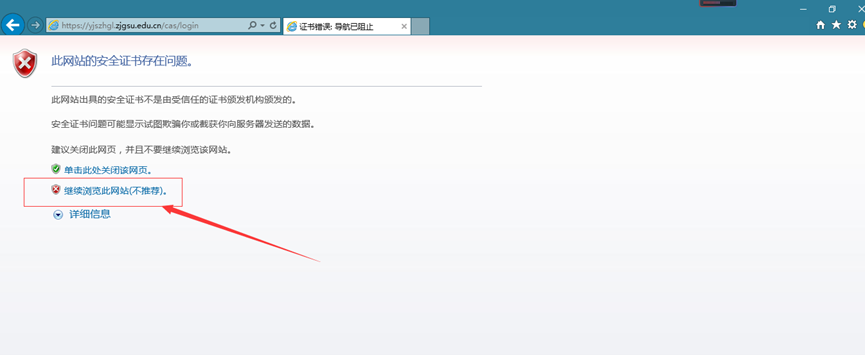 https://yjszhgl.zjgsu.edu.cn/cas/login
证书错误: 导航已阻止
此网站的安全证书存在问题。
此网站出具的安全证书不是由受信任的证书颁发机构颁发的。
安全证书问题可能显示试图欺骗你或截获你向服务器发送的数据。
建议关闭此网页，并且不要继续浏览该网站。
单击此处关闭该网页。
继续浏览此网站(不推荐)。
详细信息